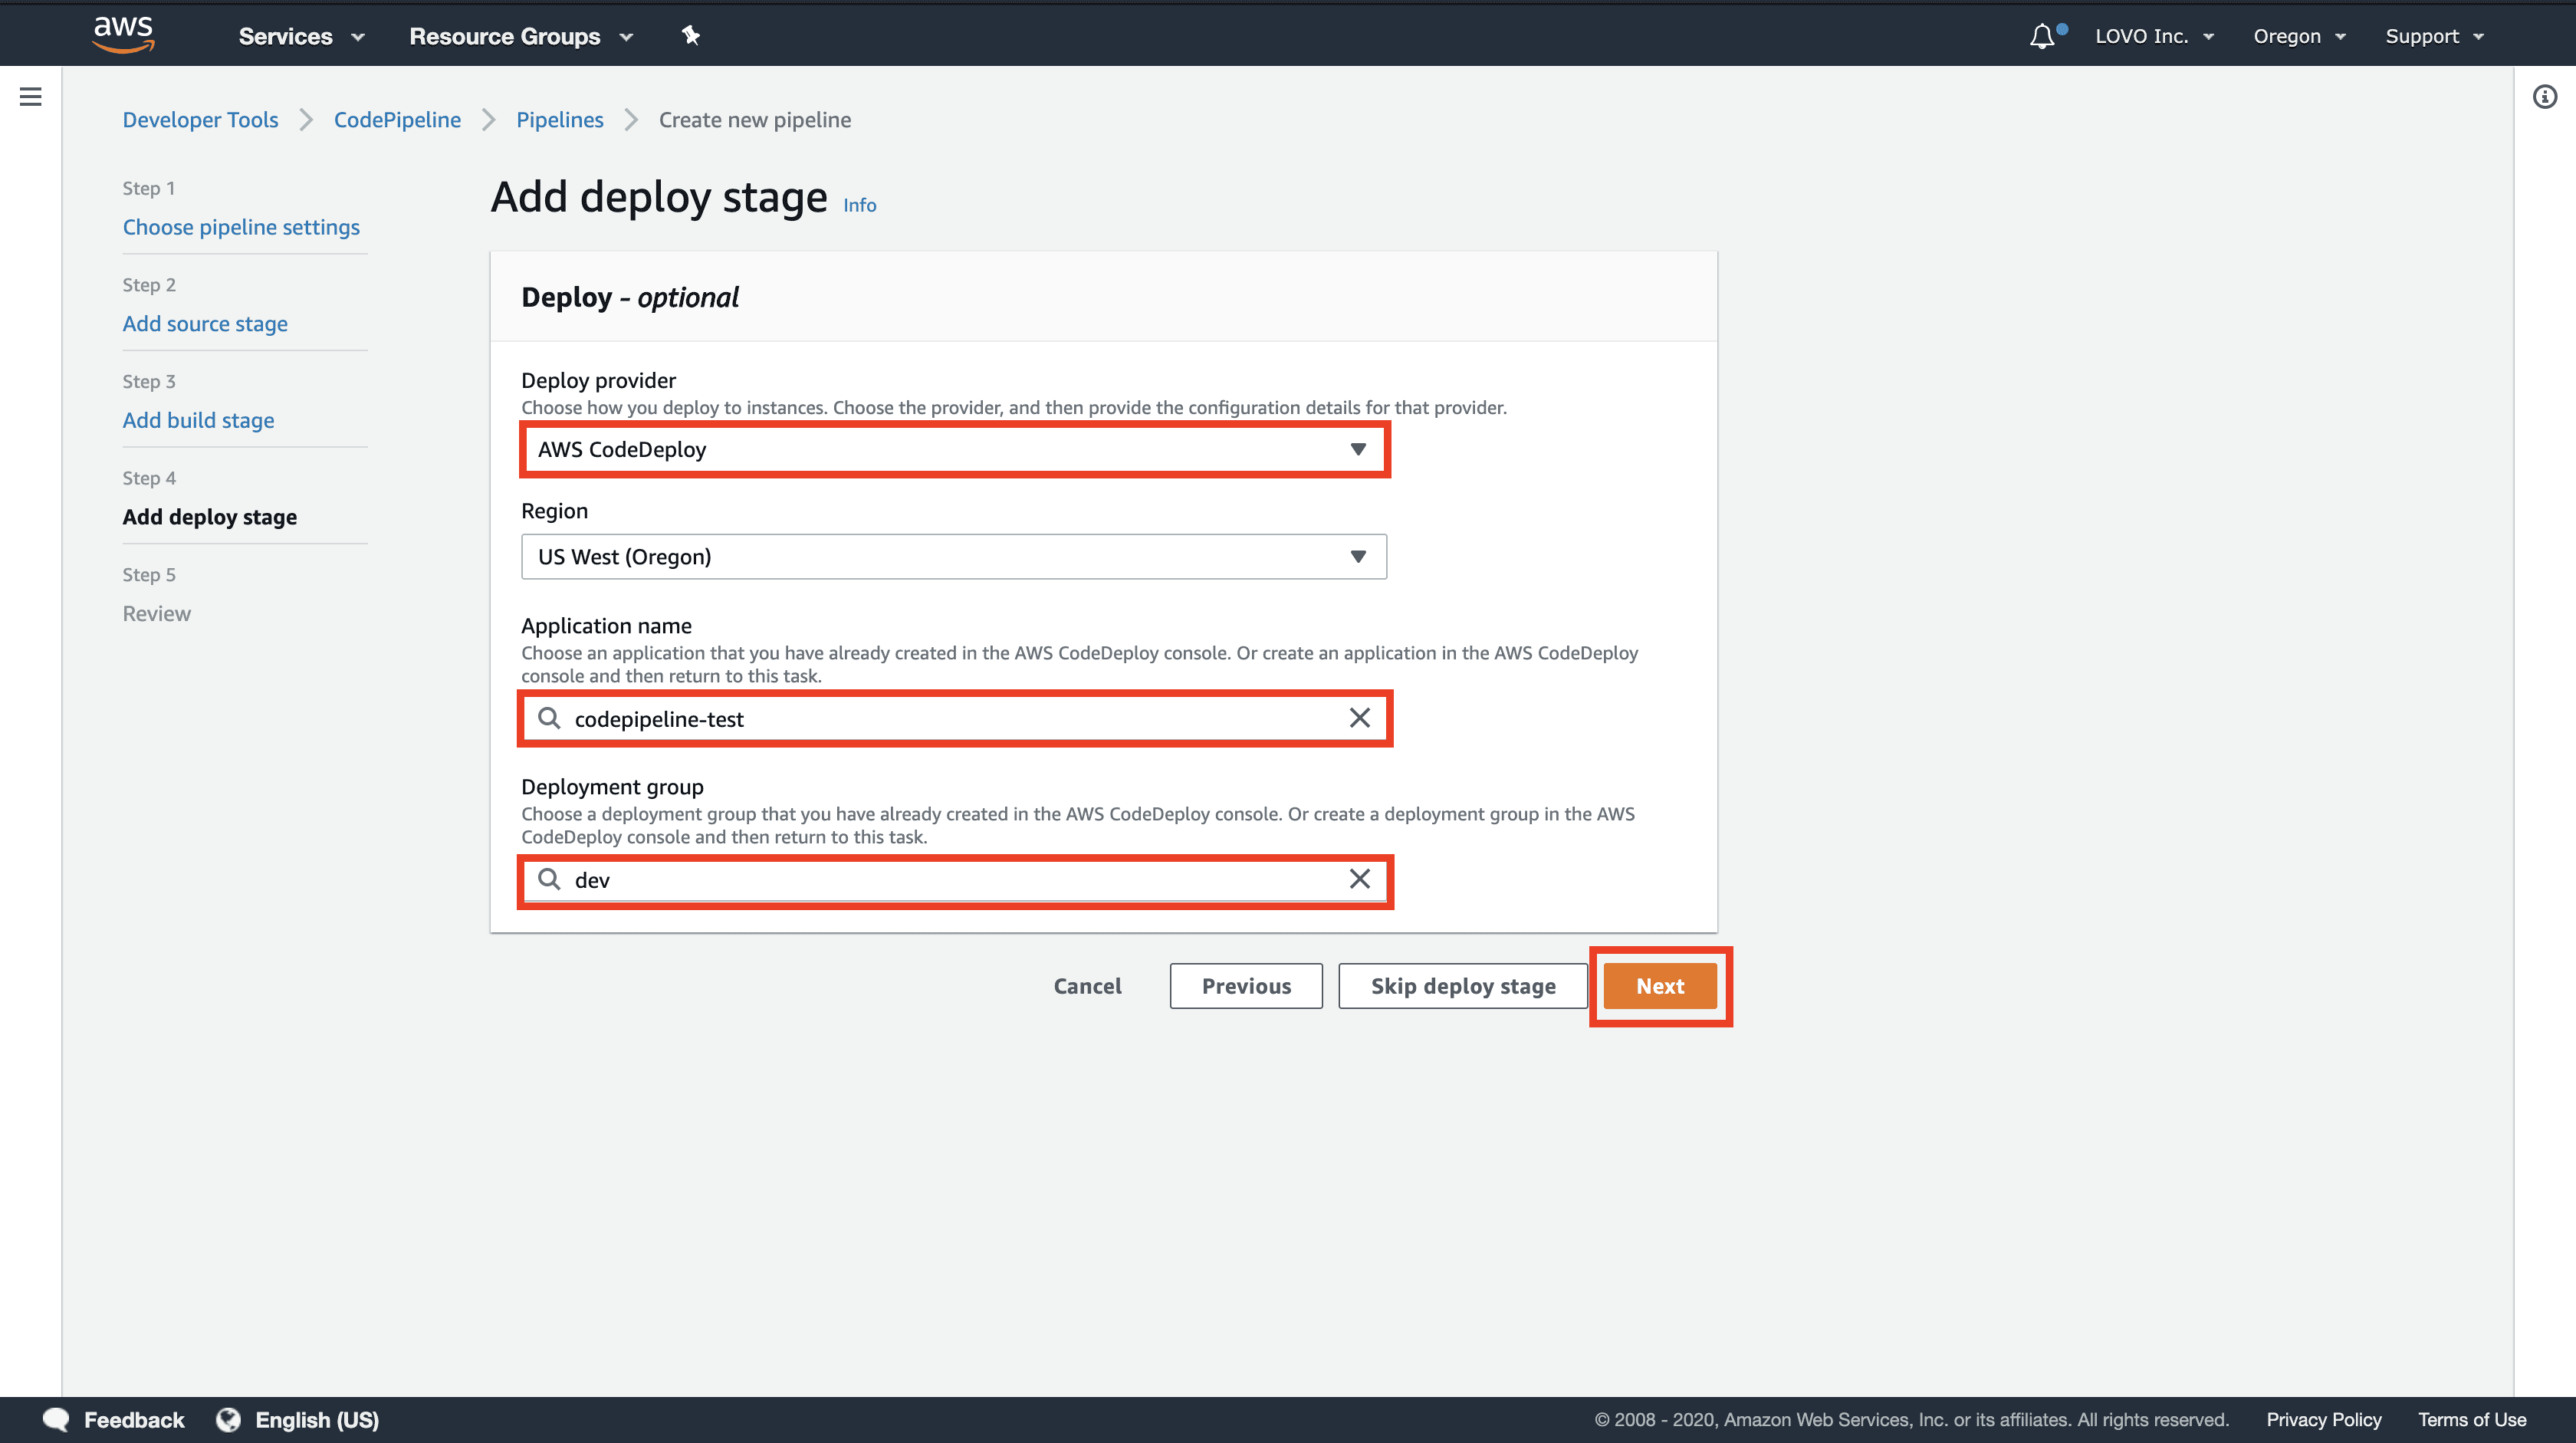 aws
Services
Resource Groups
LOVO Inc.
Oregon
Support
Developer Tools
CodePipeline
Pipelines
Create new pipeline
Step 1
Choose pipeline settings
Step 2
Add source stage
Step 3
Add build stage
Step 4
Add deploy stage
Step 5
Review
Add deploy stage Info
Deploy - optional
Deploy provider
Choose how you deploy to instances. Choose the provider, and then provide the configuration details for that provider.
AWS CodeDeploy
Region
US West (Oregon)
Application name
Choose an application that you have already created in the AWS CodeDeploy console. Or create an application in the AWS CodeDeploy
console and then return to this task.
codepipeline-test
Deployment group
Choose a deployment group that you have already created in the AWS CodeDeploy console. Or create a deployment group in the AWS
CodeDeploy console and then return to this task.
dev
Cancel
Previous
Skip deploy stage
Next
Feedback
English (US)
© 2008 - 2020, Amazon Web Services, Inc. or its affiliates. All rights reserved.
Privacy Policy
Terms of Use